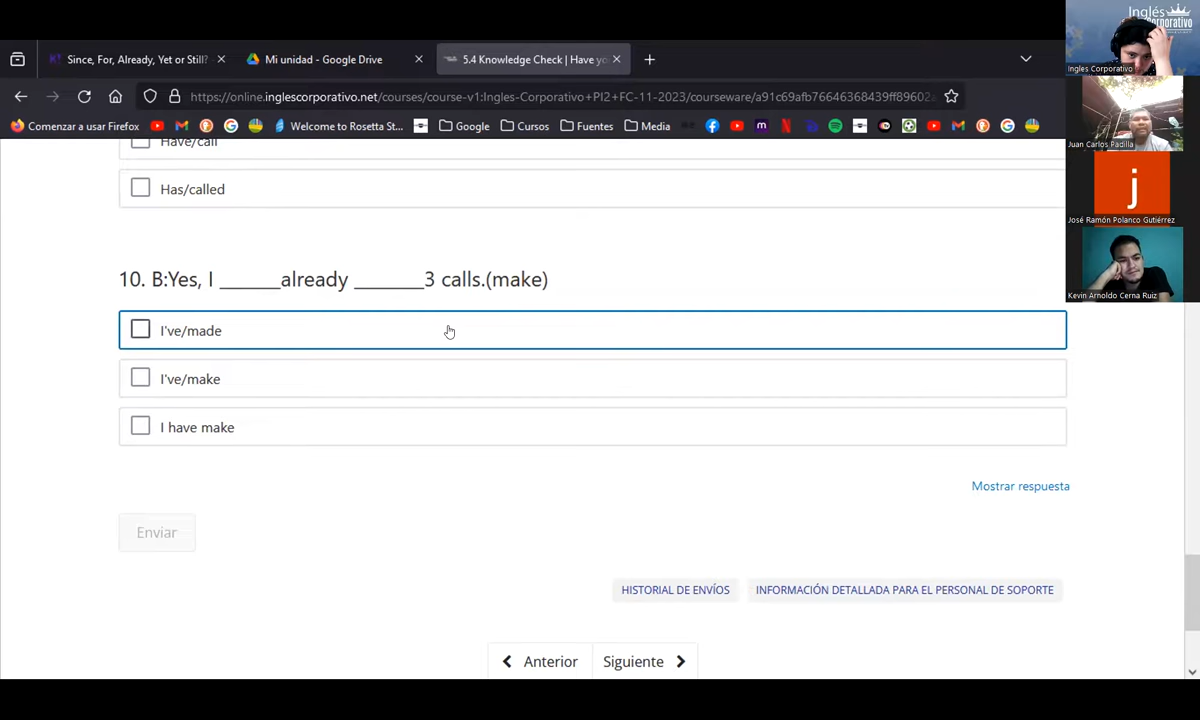 Inglés
Corporativo
Ingles Corporativo
Since, For, Already, Yet or Still?
Mi unidad - Google Drive
5.4 Knowledge Check | Have yo
https://online.inglescorporativo.net/courses/course-v1:Ingles-Corporativo+PI2+FC-11-2023/courseware/a91c69afb76646368439ff89602a
Comenzar a usar Firefox
Welcome to Rosetta St...
Google
Cursos
Fuentes
Media
Juan Carlos Padilla
j
José Ramón Polanco Gutiérrez
Kevin Arnoldo Cerna Ruiz
Have/call
Has/called
10. B:Yes, I ______already _______3 calls.(make)
I've/made
I've/make
I have make
Mostrar respuesta
Enviar
HISTORIAL DE ENVÍOS
INFORMACIÓN DETALLADA PARA EL PERSONAL DE SOPORTE
Anterior
Siguiente